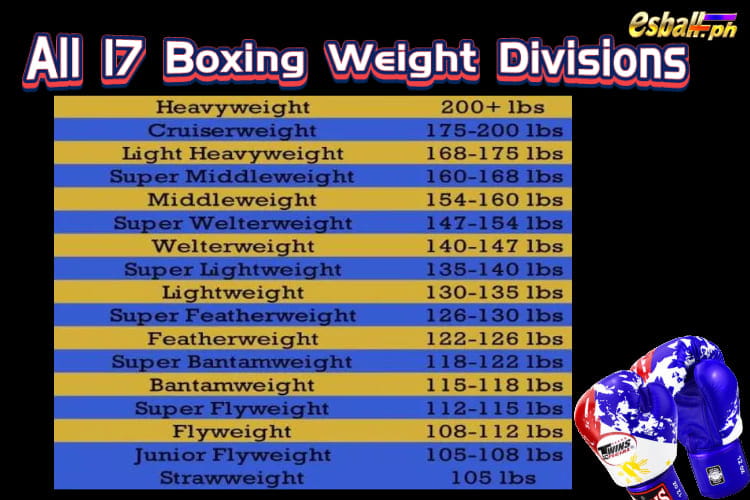 esball.ph
All 17 Boxing Weight Divisions
Heavyweight 200+ lbs
Cruiserweight 175-200 lbs
Light Heavyweight 168-175 lbs
Super Middleweight 160-168 lbs
Middleweight 154-160 lbs
Super Welterweight 147-154 lbs
Welterweight 140-147 lbs
Super Lightweight 135-140 lbs
Lightweight 130-135 lbs
Super Featherweight 126-130 lbs
Featherweight 122-126 lbs
Super Bantamweight 118-122 lbs
Bantamweight 115-118 lbs
Super Flyweight 112-115 lbs
Flyweight 108-112 lbs
Junior Flyweight 105-108 lbs
Strawweight 105 lbs
TWINS